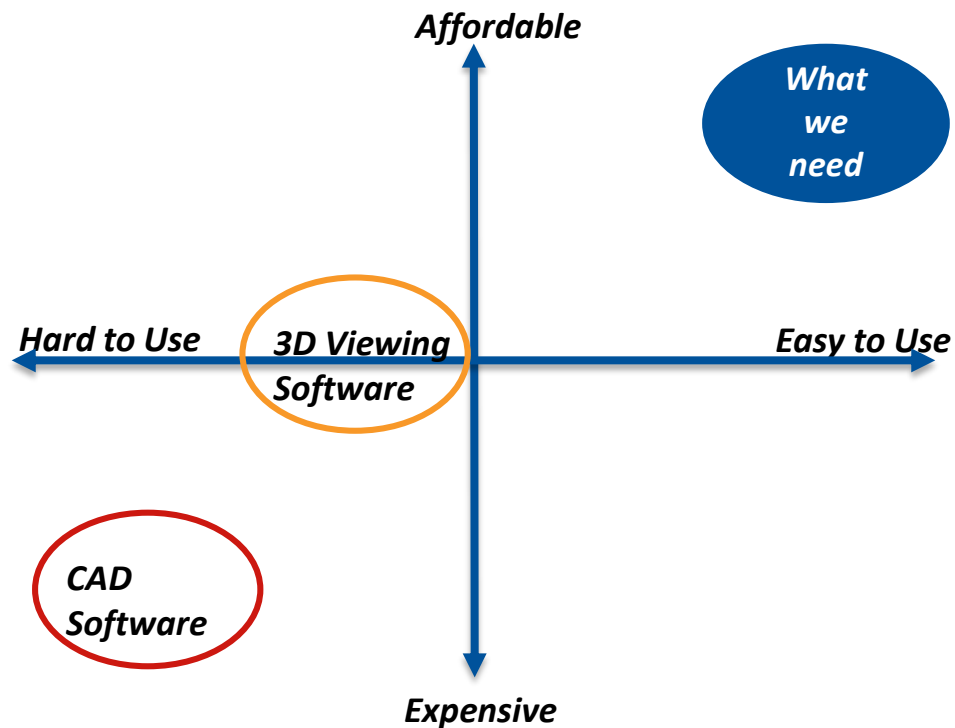 Affordable
What
we
need
Hard to Use
3D Viewing
Software
Easy to Use
CAD
Software
Expensive